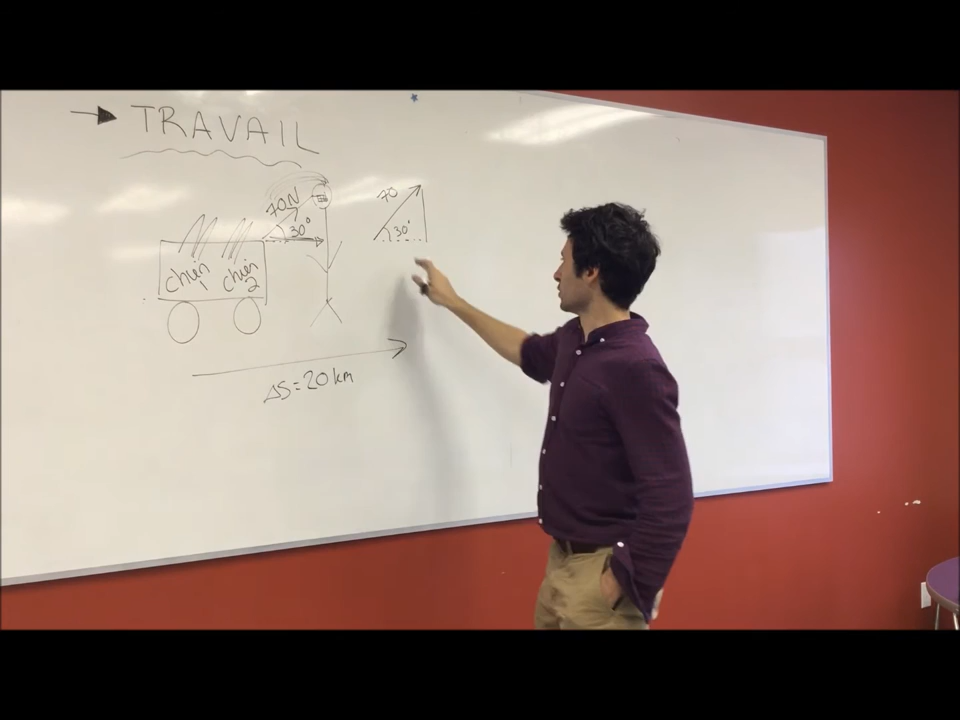 → TRAVAIL
70N
30°
70
30°
chien 1
chien 2
ΔS = 20 km